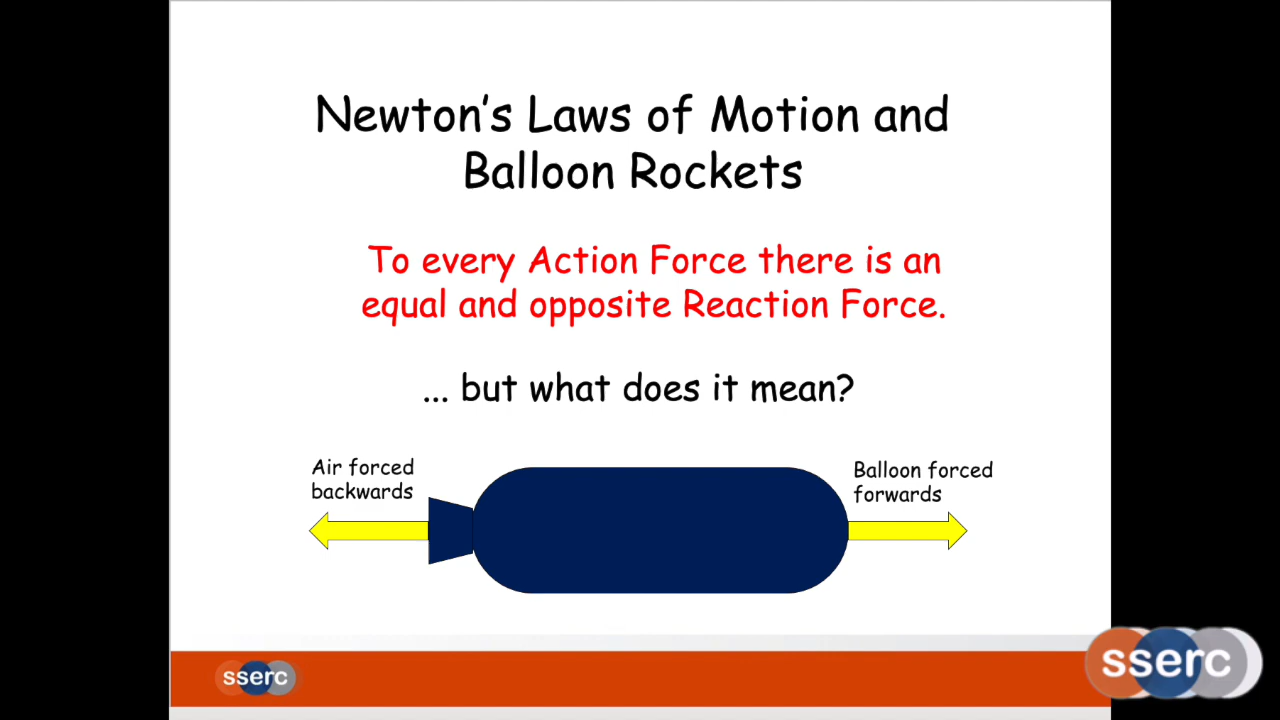 Newton's Laws of Motion and
Balloon Rockets
To every Action Force there is an
equal and opposite Reaction Force.
... but what does it mean?
Air forced
backwards
Balloon forced
forwards
sserc
sserc